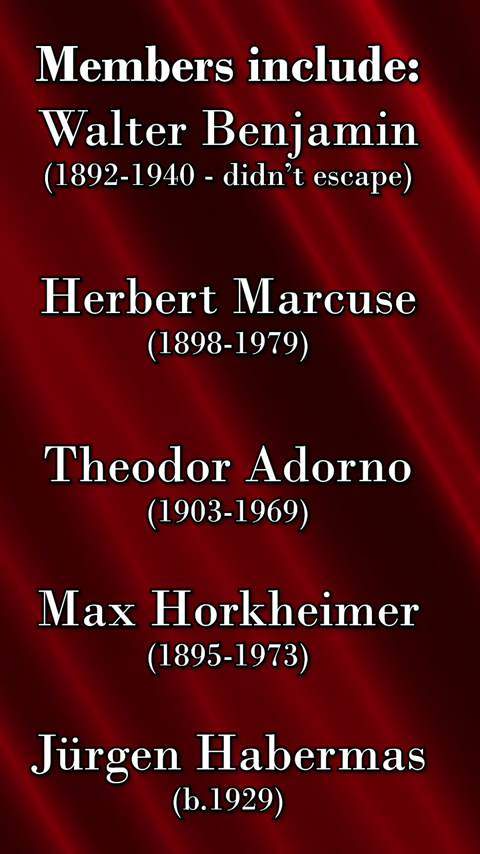 Members include:
Walter Benjamin
(1892-1940 - didn’t escape)
Herbert Marcuse
(1898-1979)
Theodor Adorno
(1903-1969)
Max Horkheimer
(1895-1973)
Jürgen Habermas
(b.1929)